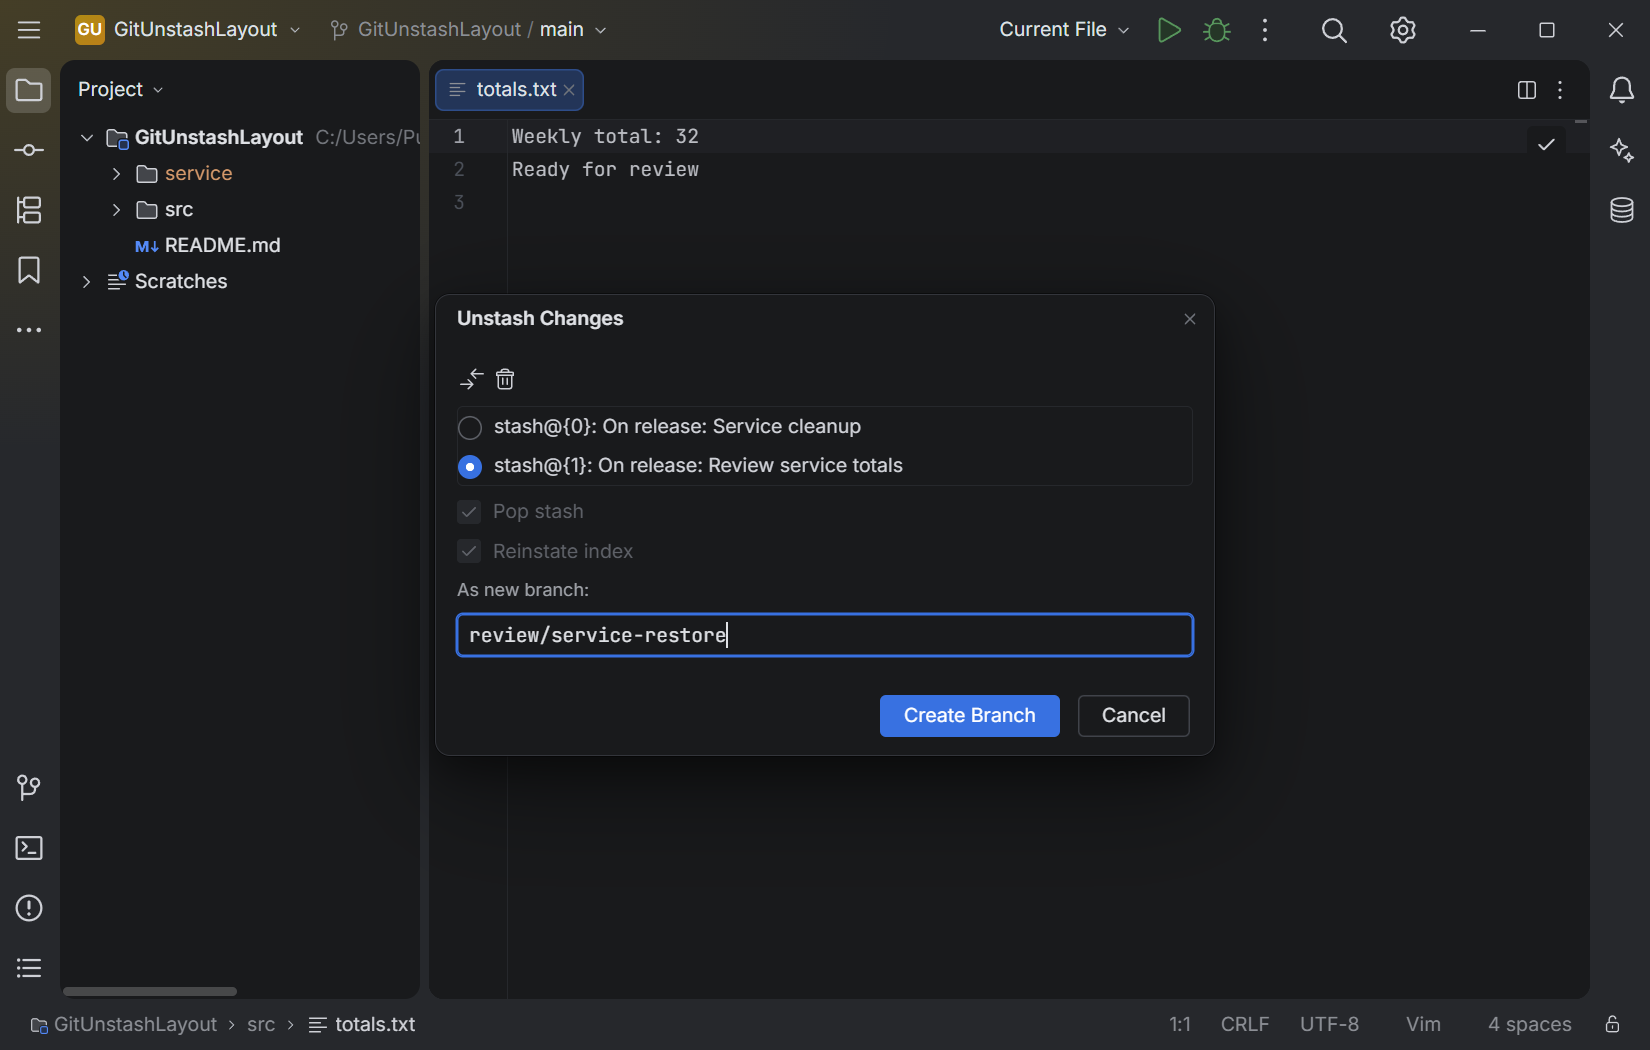 GU GitUnstashLayout GitUnstashLayout / main Current File
Project
GitUnstashLayout C:/Users/
service
src
README.md
Scratches
totals.txt
1 Weekly total: 32
2 Ready for review
3
Unstash Changes
stash@{0}: On release: Service cleanup
stash@{1}: On release: Review service totals
Pop stash
Reinstate index
As new branch:
review/service-restore
Create Branch Cancel
GitUnstashLayout › src › totals.txt 1:1 CRLF UTF-8 Vim 4 spaces